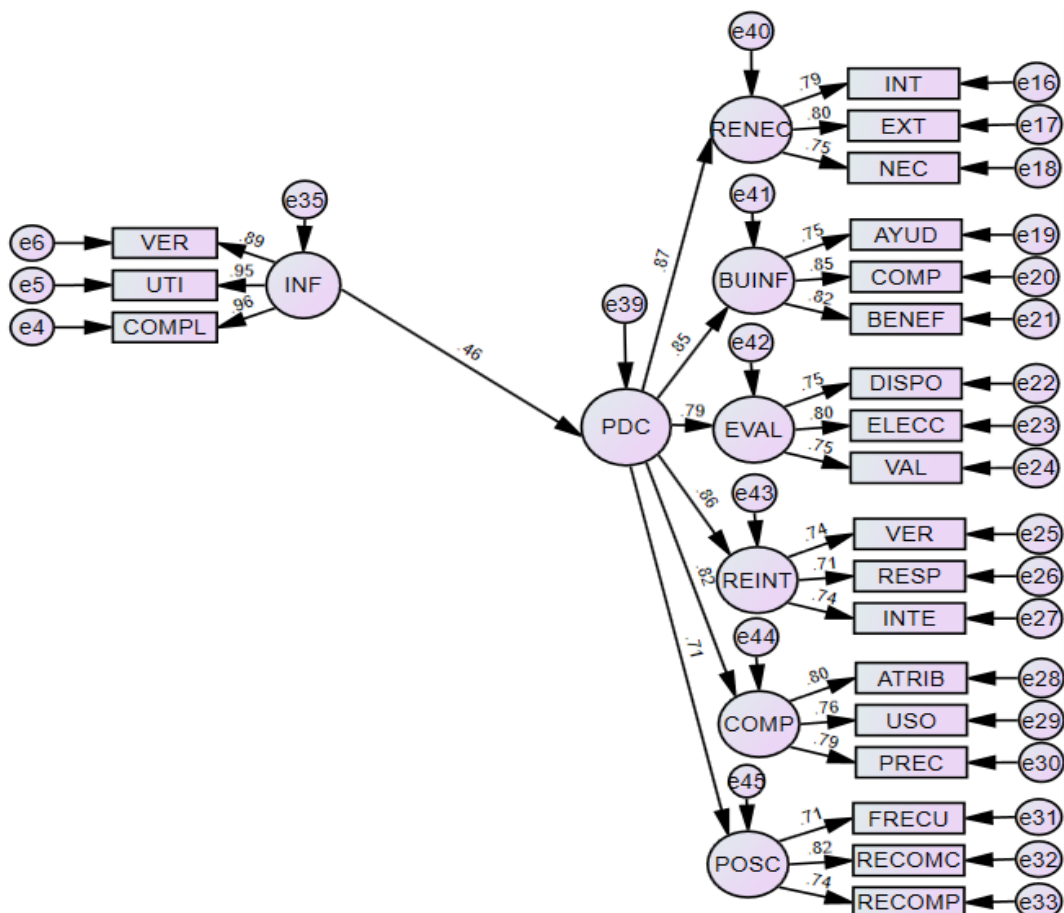 e40
.79
INT
e16
RENEC
.80
EXT
e17
.75
NEC
e18
e35
e41
e6
VER
.89
.75
AYUD
e19
e5
UTI
.95
INF
.87
BUINF
.85
COMP
e20
e4
COMPL
.96
.82
BENEF
e21
e39
.85
e42
.46
.75
DISPO
e22
PDC
.79
EVAL
.80
ELECC
e23
.75
VAL
e24
e43
.86
.74
VER
e25
.82
REINT
.71
RESP
e26
.74
INTE
e27
e44
.71
.80
ATRIB
e28
COMP
.76
USO
e29
.79
PREC
e30
e45
.71
FRECU
e31
POSC
.82
RECOMC
e32
.74
RECOMP
e33